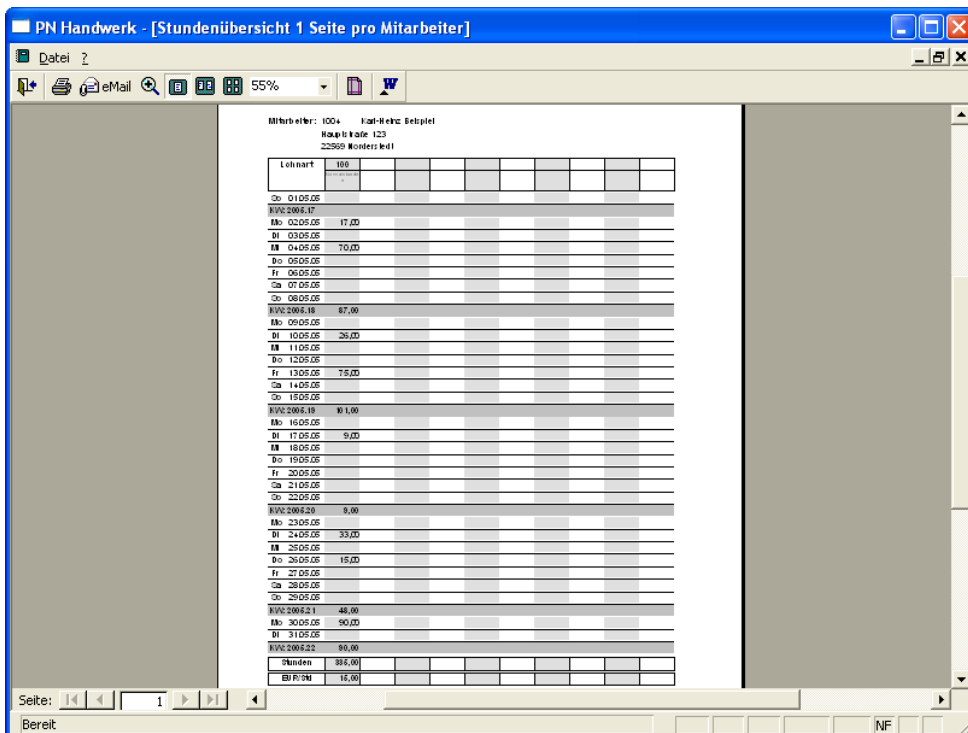 PN Handwerk - [Stundenübersicht 1 Seite pro Mitarbeiter]
Datei ?
eMail 55% W
Mitarbeiter: 1004 Karl-Heinz Beispiel
Hauptstraße 123
22569 Norderstedt
Lohnart 100
So 01.05.05
KW: 2005.17
Mo 02.05.05 17,00
Di 03.05.05
Mi 04.05.05 70,00
Do 05.05.05
Fr 06.05.05
Sa 07.05.05
So 08.05.05
KW: 2005.18 87,00
Mo 09.05.05
Di 10.05.05 26,00
Mi 11.05.05
Do 12.05.05
Fr 13.05.05 75,00
Sa 14.05.05
So 15.05.05
KW: 2005.19 101,00
Mo 16.05.05
Di 17.05.05 9,00
Mi 18.05.05
Do 19.05.05
Fr 20.05.05
Sa 21.05.05
So 22.05.05
KW: 2005.20 9,00
Mo 23.05.05
Di 24.05.05 33,00
Mi 25.05.05
Do 26.05.05 15,00
Fr 27.05.05
Sa 28.05.05
So 29.05.05
KW: 2005.21 48,00
Mo 30.05.05 90,00
Di 31.05.05
KW: 2005.22 90,00
Stunden 335,00
EUR/Std 15,00
Seite: 1
Bereit NF